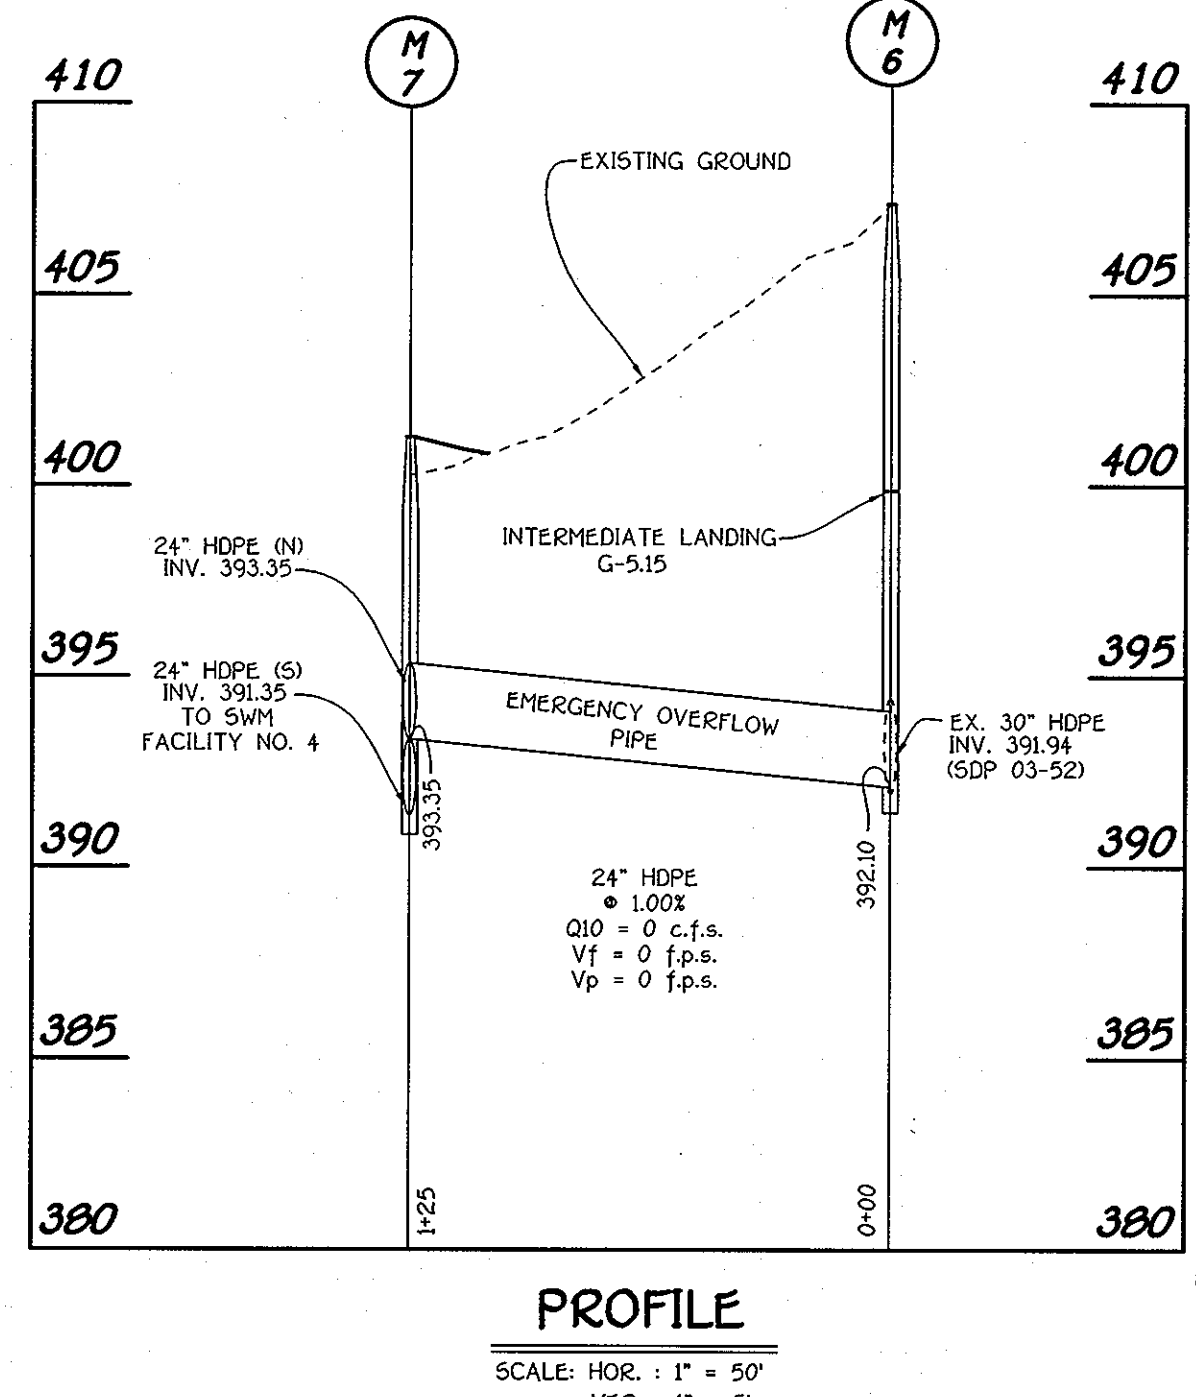 M
7
M
6
410
410
EXISTING GROUND
405
405
400
400
INTERMEDIATE LANDING
G-5.15
24" HDPE (N)
INV. 393.35
395
395
24" HDPE (S)
INV. 391.35
TO SWM
FACILITY NO. 4
EMERGENCY OVERFLOW
PIPE
EX. 30" HDPE
INV. 391.94
(SDP 03-52)
393.35
392.10
390
390
24" HDPE
@ 1.00%
Q10 = 0 c.f.s.
Vf = 0 f.p.s.
Vp = 0 f.p.s.
385
385
1+25
0+00
380
380
PROFILE
SCALE: HOR. : 1" = 50'